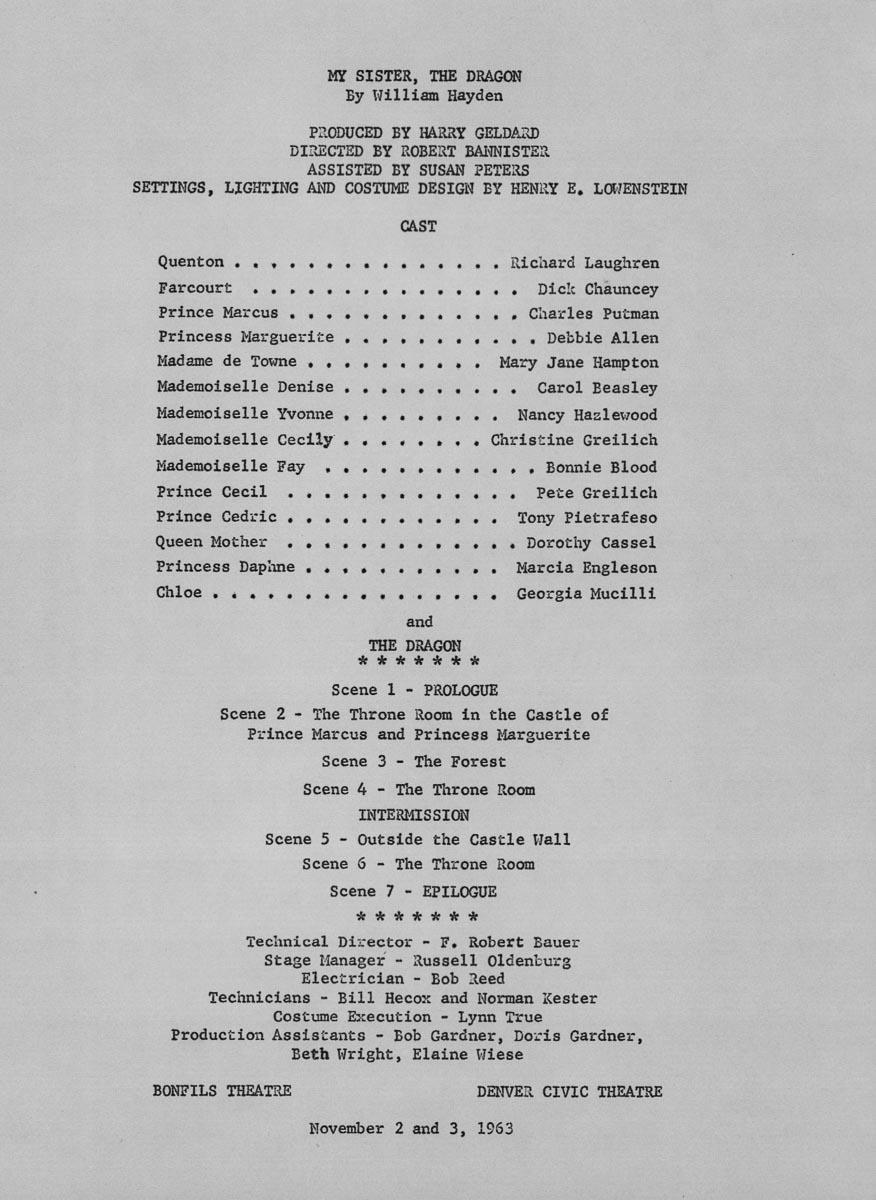 MY SISTER, THE DRAGON
By William Hayden
PRODUCED BY HARRY GELDARD
DIRECTED BY ROBERT BANNISTER
ASSISTED BY SUSAN PETERS
SETTINGS, LIGHTING AND COSTUME DESIGN BY HENRY E. LOWENSTEIN
CAST
Quenton . . . . . . . . . . . . . . . Richard Laughren
Farcourt . . . . . . . . . . . . . . . Dick Chauncey
Prince Marcus . . . . . . . . . . . . . Charles Putman
Princess Marguerite . . . . . . . . . . . Debbie Allen
Madame de Towne . . . . . . . . . . Mary Jane Hampton
Mademoiselle Denise . . . . . . . . . . Carol Beasley
Mademoiselle Yvonne . . . . . . . . . Nancy Hazlewood
Mademoiselle Cecily . . . . . . . . Christine Greilich
Mademoiselle Fay . . . . . . . . . . . . Bonnie Blood
Prince Cecil . . . . . . . . . . . . . Pete Greilich
Prince Cedric . . . . . . . . . . . . Tony Pietrafeso
Queen Mother . . . . . . . . . . . . . Dorothy Cassel
Princess Daphne . . . . . . . . . . . Marcia Engleson
Chloe . . . . . . . . . . . . . . . . Georgia Mucilli
and
THE DRAGON
* * * * * * *
Scene 1 - PROLOGUE
Scene 2 - The Throne Room in the Castle of
Prince Marcus and Princess Marguerite
Scene 3 - The Forest
Scene 4 - The Throne Room
INTERMISSION
Scene 5 - Outside the Castle Wall
Scene 6 - The Throne Room
Scene 7 - EPILOGUE
* * * * * * *
Technical Director - F. Robert Bauer
Stage Manager - Russell Oldenburg
Electrician - Bob Reed
Technicians - Bill Hecox and Norman Kester
Costume Execution - Lynn True
Production Assistants - Bob Gardner, Doris Gardner,
Beth Wright, Elaine Wiese
BONFILS THEATRE DENVER CIVIC THEATRE
November 2 and 3, 1963